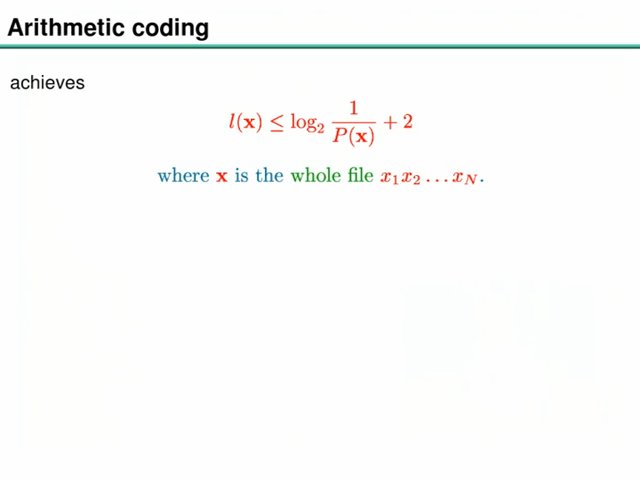 Arithmetic coding
achieves
l(x) ≤ log₂ 1/P(x) + 2
where x is the whole file x₁x₂ … x_N.